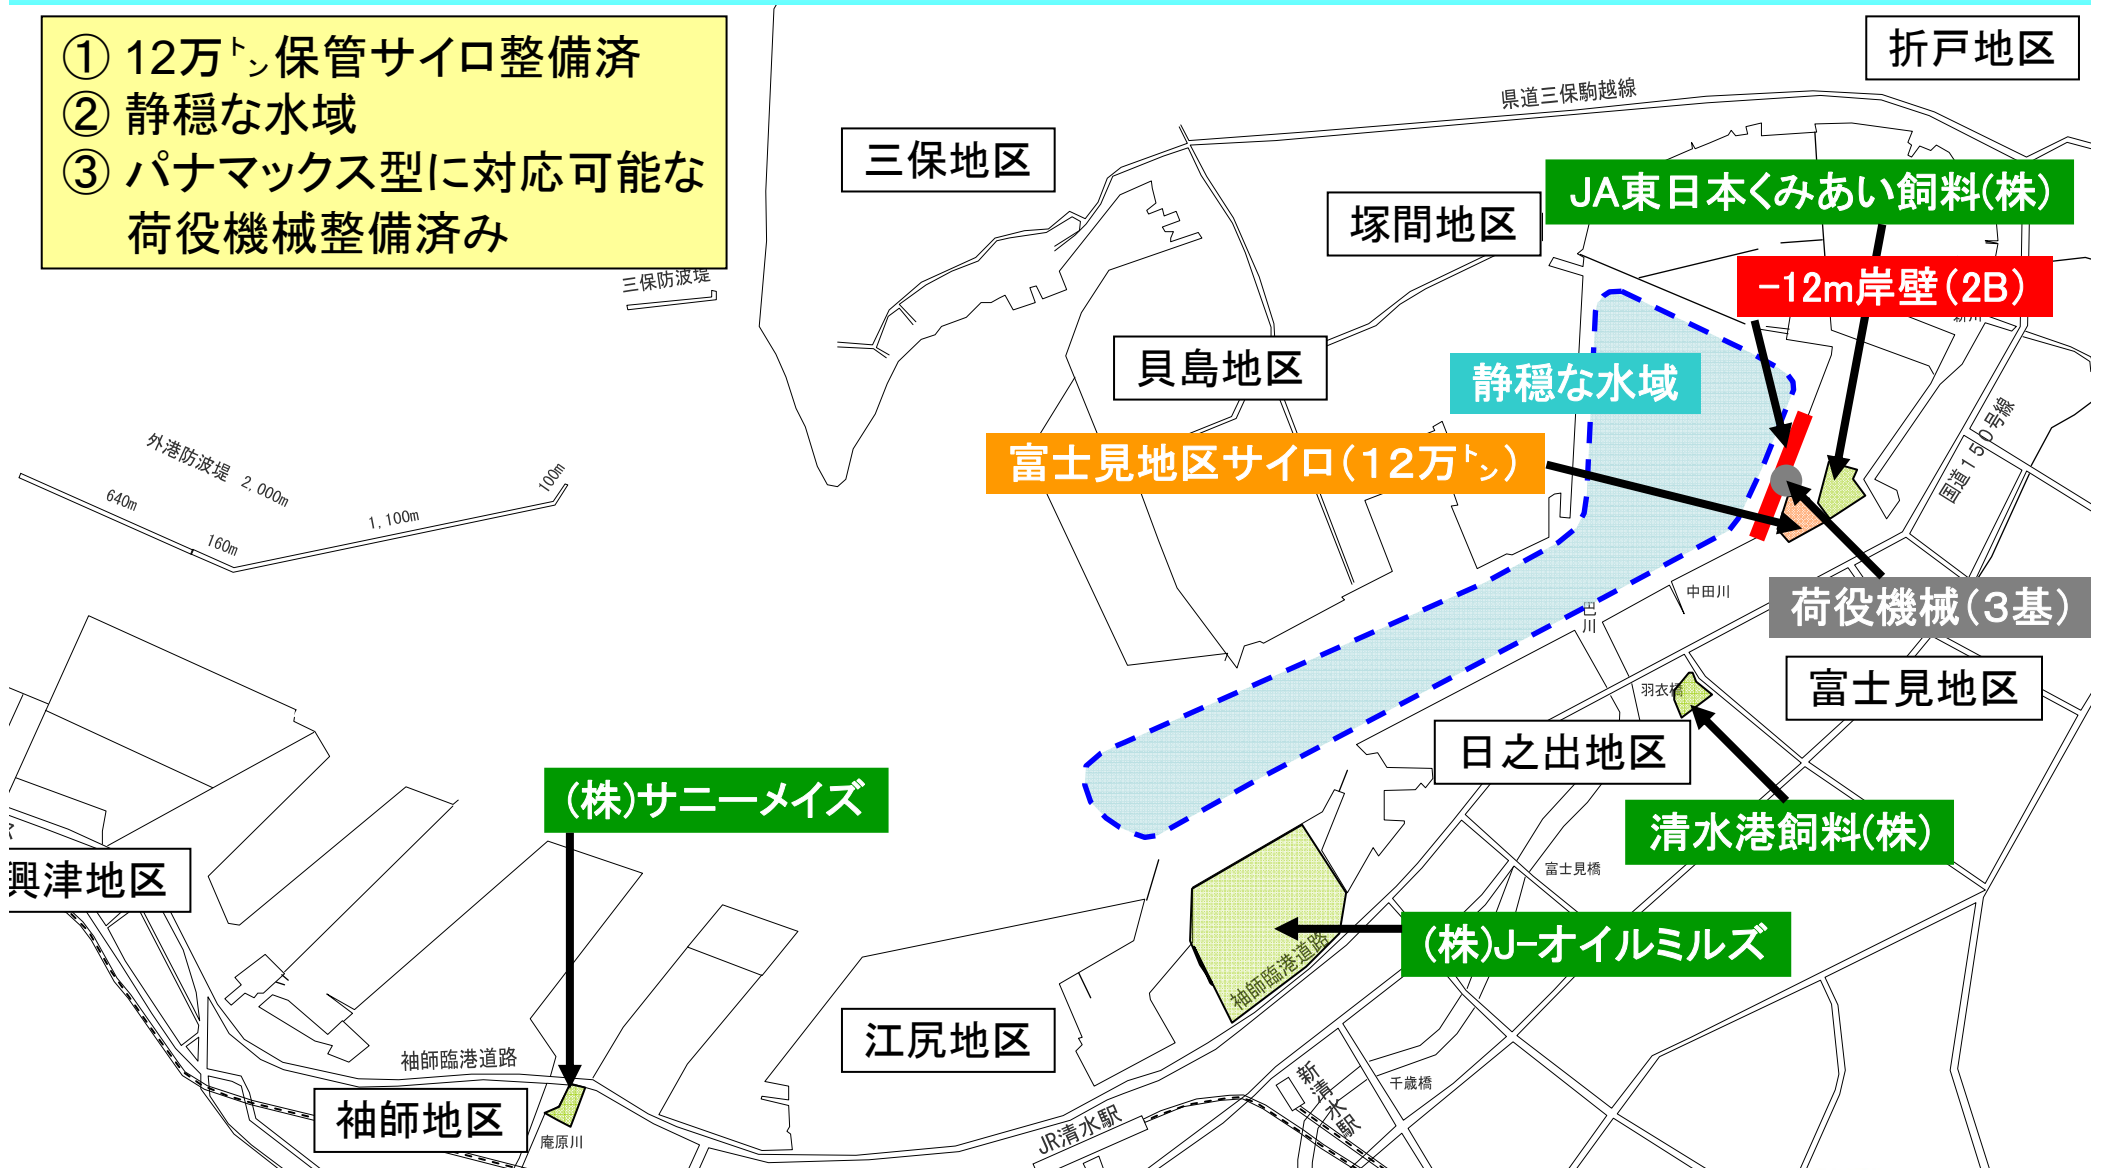 ① 12万㌧保管サイロ整備済
② 静穏な水域
③ パナマックス型に対応可能な
荷役機械整備済み
折戸地区
県道三保駒越線
三保地区
JA東日本くみあい飼料(株)
塚間地区
三保防波堤
-12m岸壁(2B)
新川
貝島地区
静穏な水域
富士見地区サイロ(12万㌧)
国道150号線
外港防波堤 2,000m
640m
160m
1,100m
100m
中田川
巴川
荷役機械(3基)
羽衣橋
富士見地区
日之出地区
(株)サニーメイズ
清水港飼料(株)
興津地区
富士見橋
(株)J-オイルミルズ
袖師臨港道路
江尻地区
袖師臨港道路
新清水駅
千歳橋
袖師地区
庵原川
JR清水駅